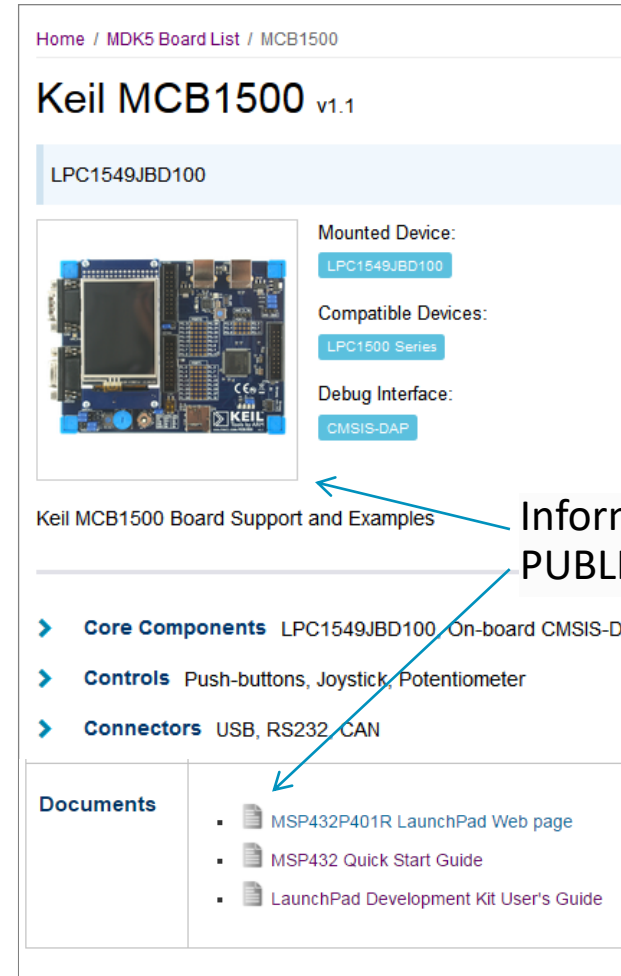 Home / MDK5 Board List / MCB1500
Keil MCB1500 v1.1
LPC1549JBD100
Mounted Device:
LPC1549JBD100
Compatible Devices:
LPC1500 Series
Debug Interface:
CMSIS-DAP
KEIL
Keil MCB1500 Board Support and Examples
Core Components LPC1549JBD100, On-board CMSIS-D
Controls Push-buttons, Joystick, Potentiometer
Connectors USB, RS232, CAN
Documents
MSP432P401R LaunchPad Web page
MSP432 Quick Start Guide
LaunchPad Development Kit User's Guide